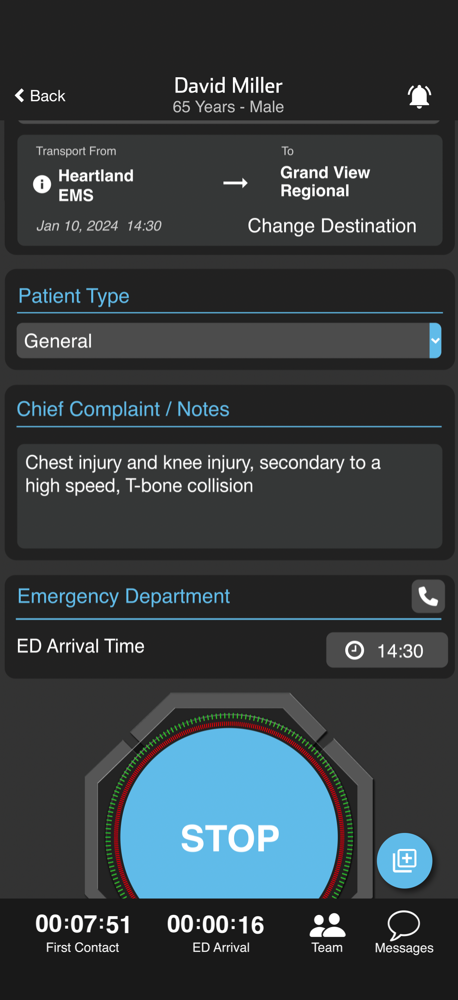 Back
David Miller
65 Years - Male
Transport From
To
Heartland
EMS
Grand View
Regional
Jan 10, 2024 14:30
Change Destination
Patient Type
General
Chief Complaint / Notes
Chest injury and knee injury, secondary to a
high speed, T-bone collision
Emergency Department
ED Arrival Time
14:30
STOP
00:07:51
First Contact
00:00:16
ED Arrival
Team
Messages